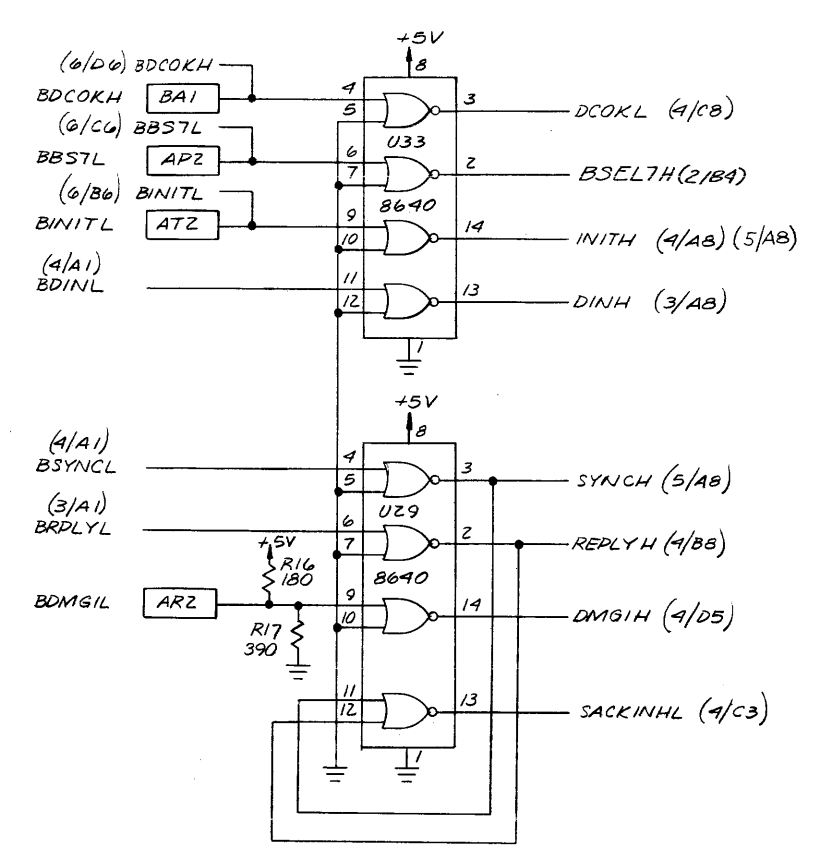 +5V
8
(6/D6) BDCOKH
BDCOKH BA1 4 3 DCOKL (4/C8)
5
(6/C6) BBS7L
U33
BBS7L AP2 6 2 BSEL7H (2/B4)
7
(6/B6) BINITL
8640
BINITL AT2 9 14 INITH (4/A8) (5/A8)
10
(4/A1)
BDINL 11 13 DINH (3/A8)
12
1
+5V
8
(4/A1)
BSYNCL 4 3 SYNCH (5/A8)
5
(3/A1)
U29
BRPLYL 6 2 REPLYH (4/B8)
7
+5V
R16
180
8640
BDMGIL AR2 9 14 DMGIH (4/D5)
10
R17
390
11 13 SACKINHL (4/C3)
12
1